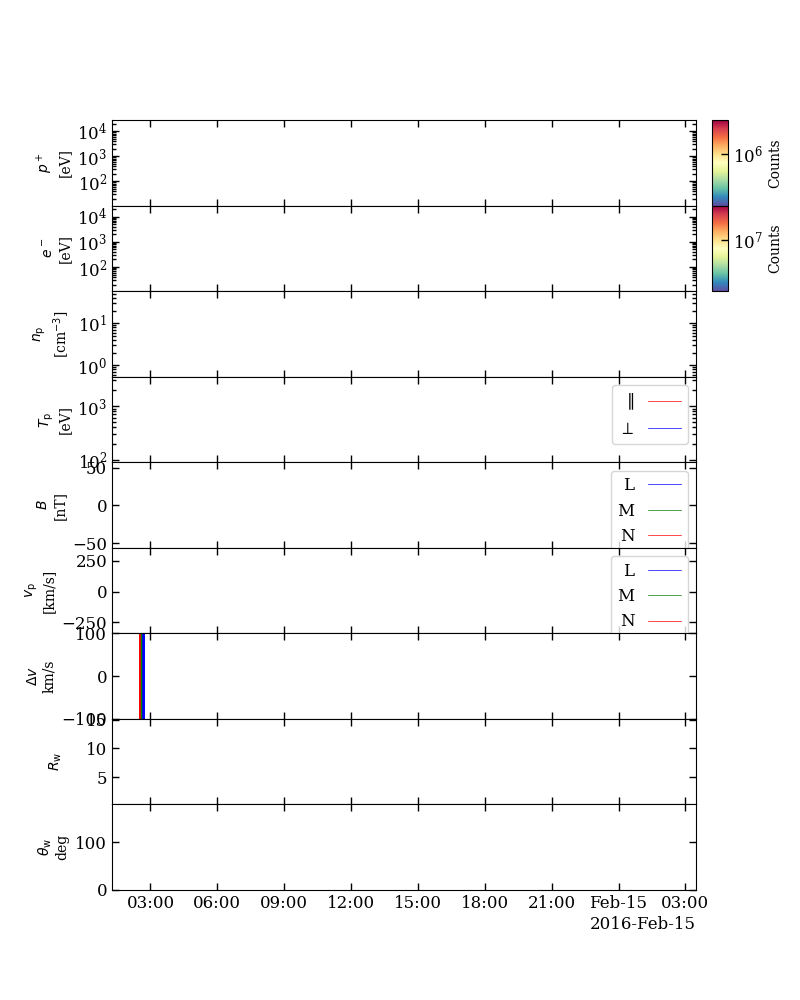 p⁺
[eV]
10⁴
10³
10²
10⁶
Counts
e⁻
[eV]
10⁴
10³
10²
10⁷
Counts
nₚ
[cm⁻³]
10¹
10⁰
Tₚ
[eV]
10³
10²
∥
⊥
B
[nT]
50
0
−50
L
M
N
vₚ
[km/s]
250
0
−250
L
M
N
Δv
km/s
100
0
−100
R_w
15
10
5
θ_w
deg
100
0
03:00 06:00 09:00 12:00 15:00 18:00 21:00 Feb-15 03:00
2016-Feb-15